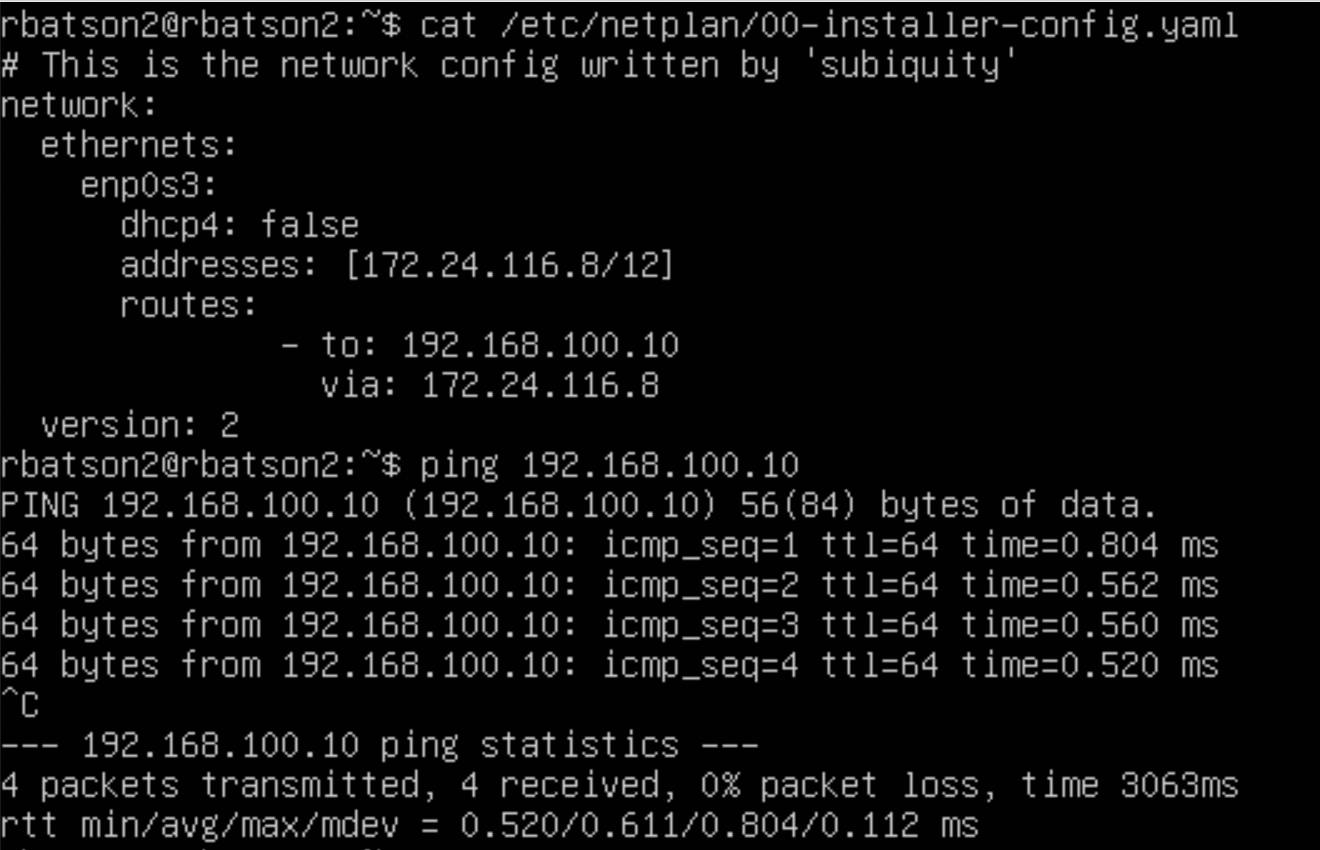 rbatson2@rbatson2:~$ cat /etc/netplan/00-installer-config.yaml
# This is the network config written by 'subiquity'
network:
  ethernets:
    enp0s3:
      dhcp4: false
      addresses: [172.24.116.8/12]
      routes:
              - to: 192.168.100.10
                via: 172.24.116.8
  version: 2
rbatson2@rbatson2:~$ ping 192.168.100.10
PING 192.168.100.10 (192.168.100.10) 56(84) bytes of data.
64 bytes from 192.168.100.10: icmp_seq=1 ttl=64 time=0.804 ms
64 bytes from 192.168.100.10: icmp_seq=2 ttl=64 time=0.562 ms
64 bytes from 192.168.100.10: icmp_seq=3 ttl=64 time=0.560 ms
64 bytes from 192.168.100.10: icmp_seq=4 ttl=64 time=0.520 ms
^C
--- 192.168.100.10 ping statistics ---
4 packets transmitted, 4 received, 0% packet loss, time 3063ms
rtt min/avg/max/mdev = 0.520/0.611/0.804/0.112 ms